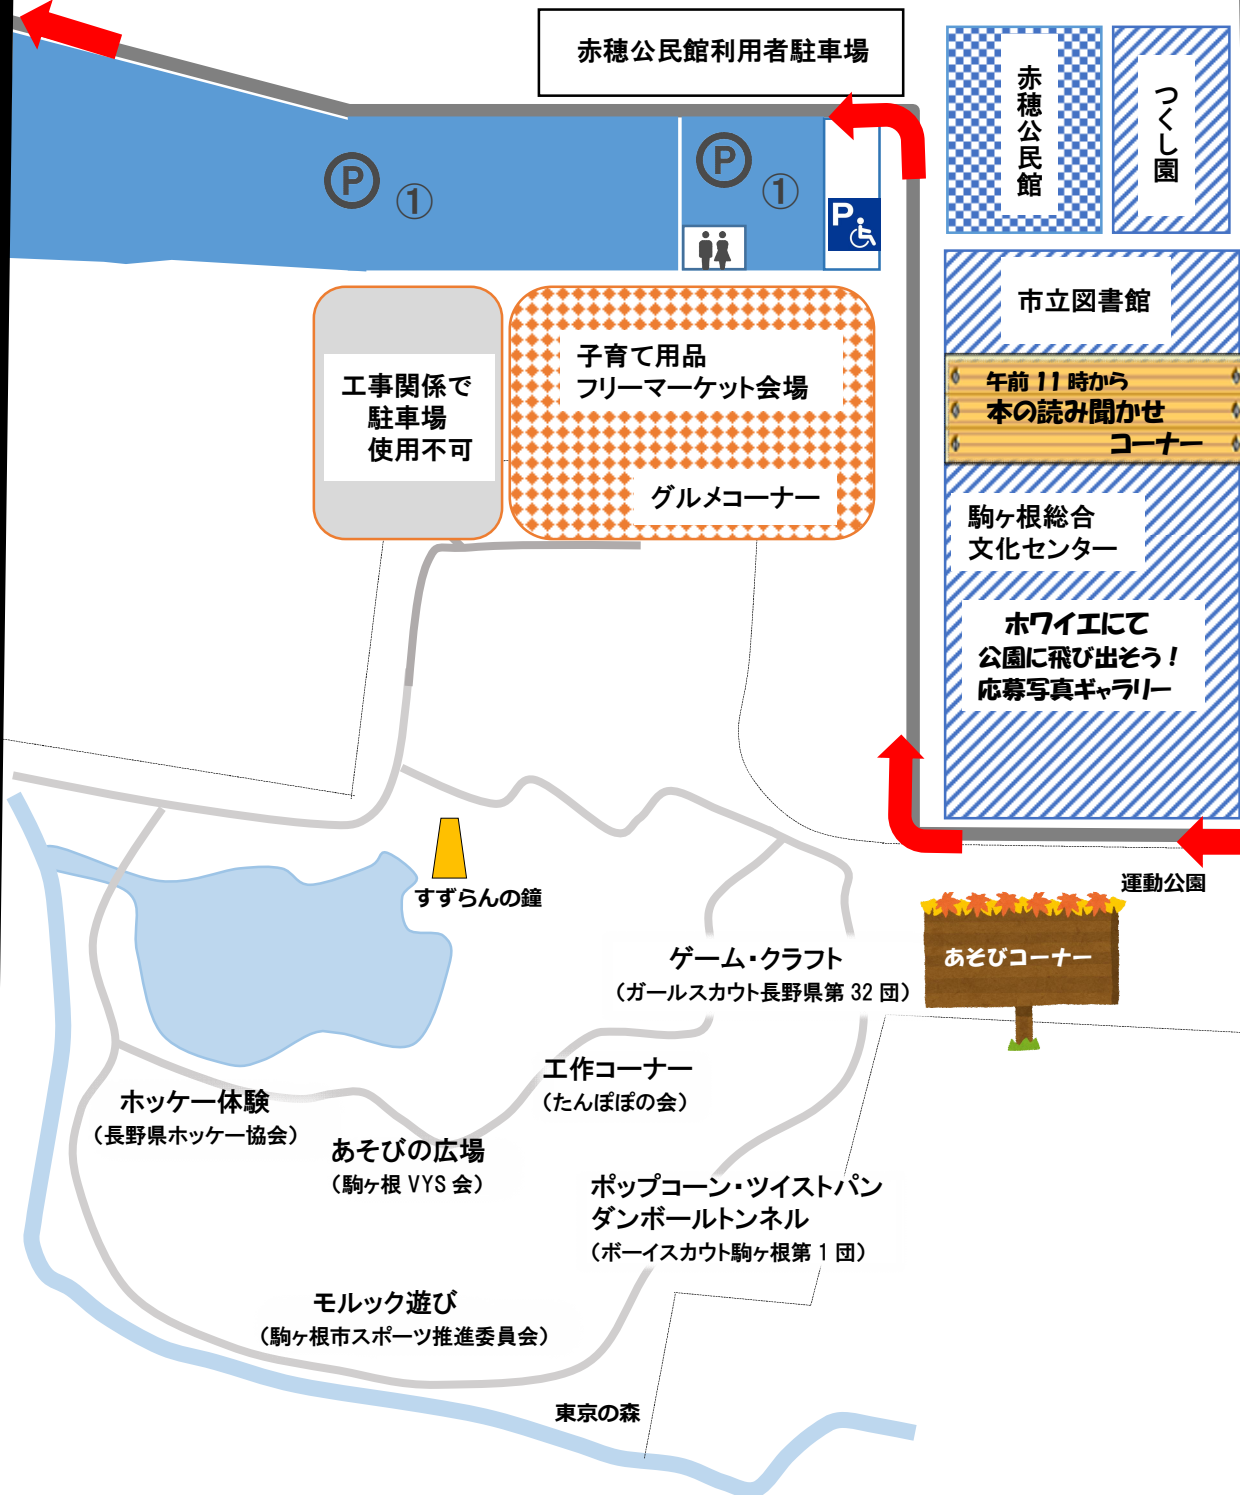 赤穂公民館利用者駐車場
赤穂公民館
つくし園
P
①
P
①
P
市立図書館
子育て用品
フリーマーケット会場
工事関係で
駐車場
使用不可
午前11時から
本の読み聞かせ
コーナー
グルメコーナー
駒ヶ根総合
文化センター
ホワイエにて
公園に飛び出そう！
応募写真ギャラリー
すずらんの鐘
運動公園
あそびコーナー
ゲーム・クラフト
（ガールスカウト長野県第32団）
工作コーナー
（たんぽぽの会）
ホッケー体験
（長野県ホッケー協会）
あそびの広場
（駒ヶ根VYS会）
ポップコーン・ツイストパン
ダンボールトンネル
（ボーイスカウト駒ヶ根第1団）
モルック遊び
（駒ヶ根市スポーツ推進委員会）
東京の森